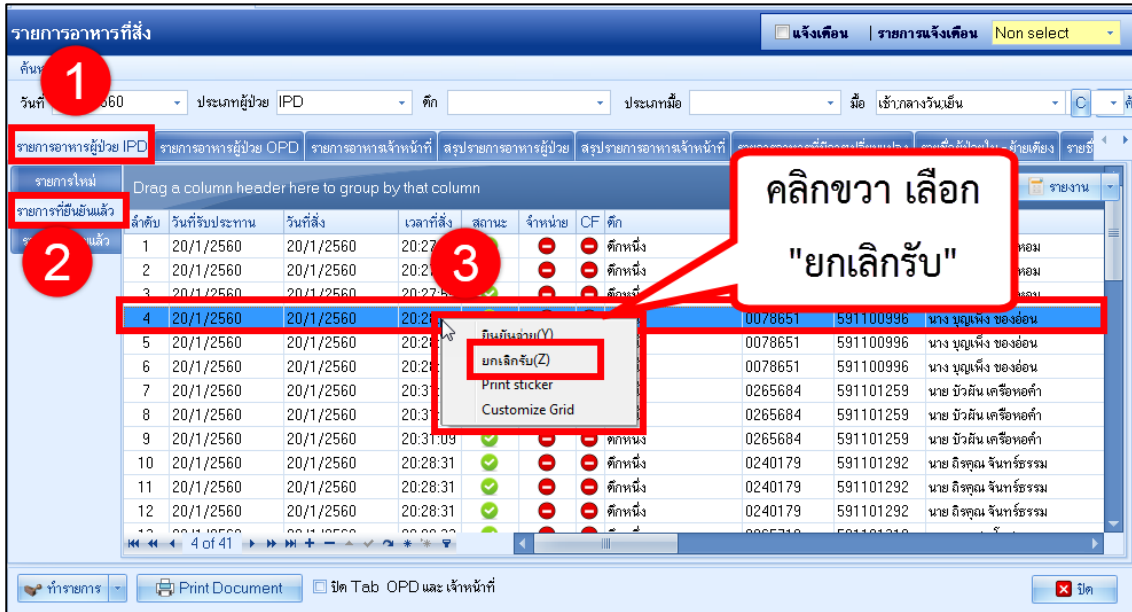 รายการอาหารที่สั่ง
แจ้งเตือน | รายการแจ้งเตือน Non select
1
วันที่ ประเภทผู้ป่วย IPD ตึก ประเภทมื้อ มื้อ เช้า;กลางวัน;เย็น C
รายการอาหารผู้ป่วย IPD รายการอาหารผู้ป่วย OPD รายการอาหารเจ้าหน้าที่ สรุปรายการอาหารผู้ป่วย สรุปรายการอาหารเจ้าหน้าที่
คลิกขวา เลือก
"ยกเลิกรับ"
รายการใหม่
รายการที่ยืนยันแล้ว
2
Drag a column header here to group by that column
รายงาน
ลำดับ วันที่รับประทาน วันที่สั่ง เวลาที่สั่ง สถานะ จำหน่าย CF ตึก
3
1 20/1/2560 20/1/2560 ตึกหนึ่ง
2 20/1/2560 20/1/2560 ตึกหนึ่ง
3 20/1/2560 20/1/2560 ตึกหนึ่ง
4 20/1/2560 20/1/2560 0078651 591100996 นาง บุญเพ็ง ของอ่อน
5 20/1/2560 20/1/2560 0078651 591100996 นาง บุญเพ็ง ของอ่อน
6 20/1/2560 20/1/2560 0078651 591100996 นาง บุญเพ็ง ของอ่อน
7 20/1/2560 20/1/2560 0265684 591101259 นาย บัวผัน เครือหอคำ
8 20/1/2560 20/1/2560 0265684 591101259 นาย บัวผัน เครือหอคำ
9 20/1/2560 20/1/2560 20:31:09 ตึกหนึ่ง 0265684 591101259 นาย บัวผัน เครือหอคำ
10 20/1/2560 20/1/2560 20:28:31 ตึกหนึ่ง 0240179 591101292 นาย ถิรคุณ จันทร์ธรรม
11 20/1/2560 20/1/2560 20:28:31 ตึกหนึ่ง 0240179 591101292 นาย ถิรคุณ จันทร์ธรรม
12 20/1/2560 20/1/2560 20:28:31 ตึกหนึ่ง 0240179 591101292 นาย ถิรคุณ จันทร์ธรรม
ยืนยันจ่าย(Y)
ยกเลิกรับ(Z)
Print sticker
Customize Grid
4 of 41
ทำรายการ Print Document ปิด Tab OPD และ เจ้าหน้าที่ ปิด